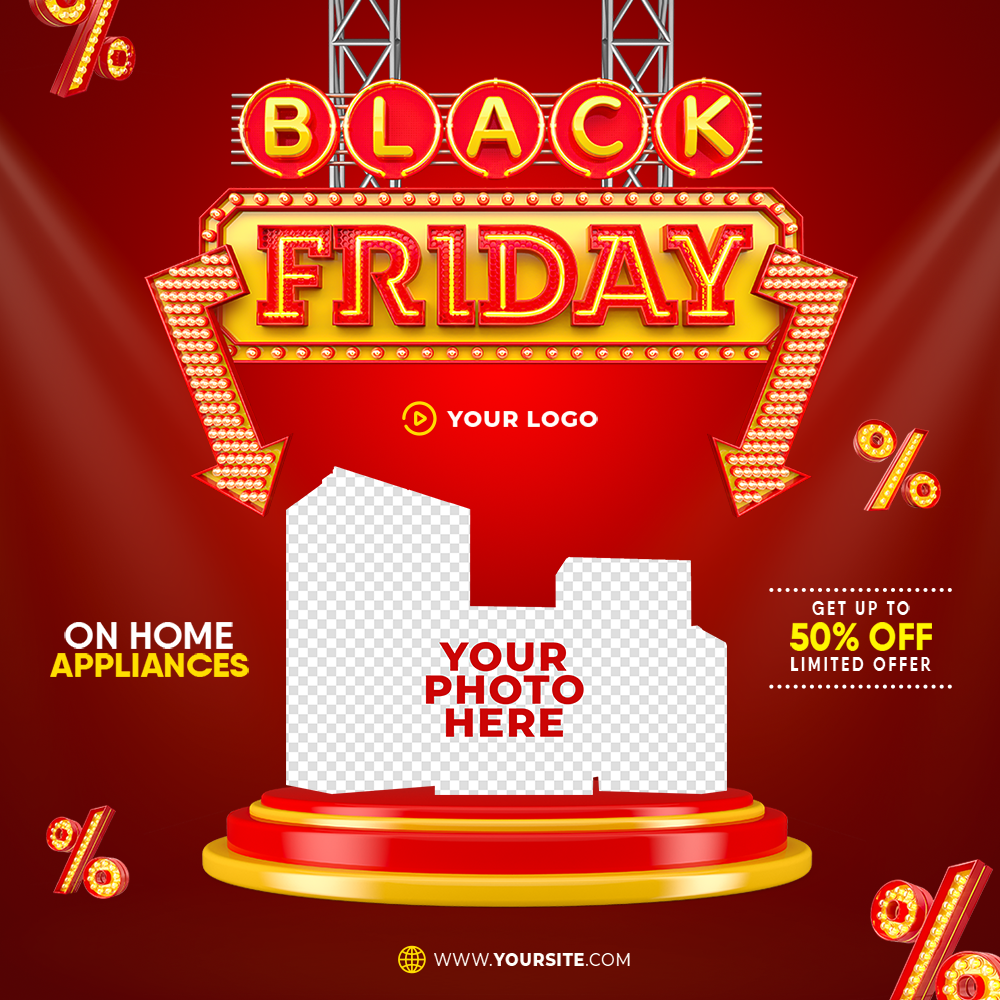 %
BLACK
FRIDAY
YOUR LOGO
%
ON HOME
APPLIANCES
GET UP TO
50% OFF
LIMITED OFFER
YOUR
PHOTO
HERE
%
%
WWW.YOURSITE.COM